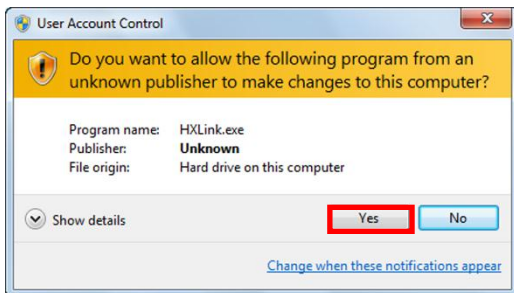 User Account Control
Do you want to allow the following program from an
unknown publisher to make changes to this computer?
Program name: HXLink.exe
Publisher: Unknown
File origin: Hard drive on this computer
Show details Yes No
Change when these notifications appear